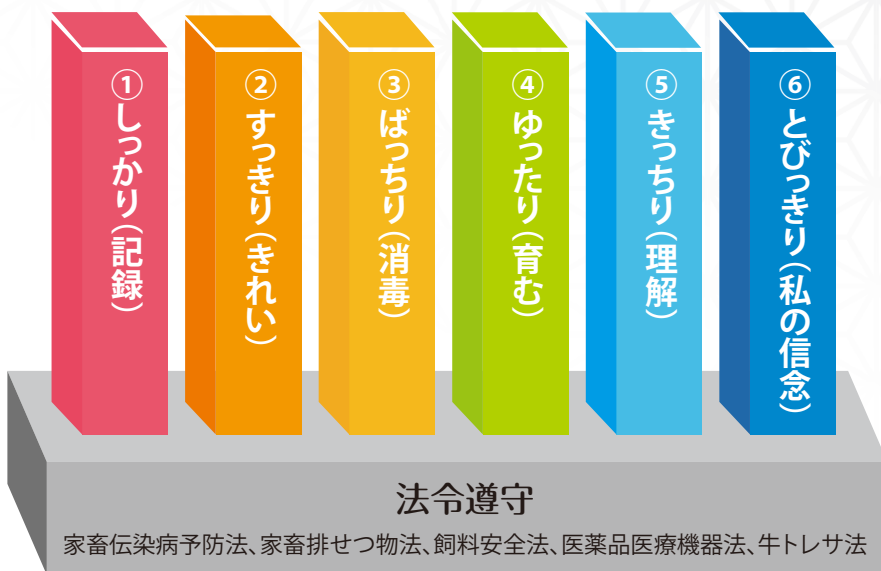 ①しっかり(記録)
②すっきり(きれい)
③ばっちり(消毒)
④ゆったり(育む)
⑤きっちり(理解)
⑥とびっきり(私の信念)
法令遵守
家畜伝染病予防法、家畜排せつ物法、飼料安全法、医薬品医療機器法、牛トレサ法